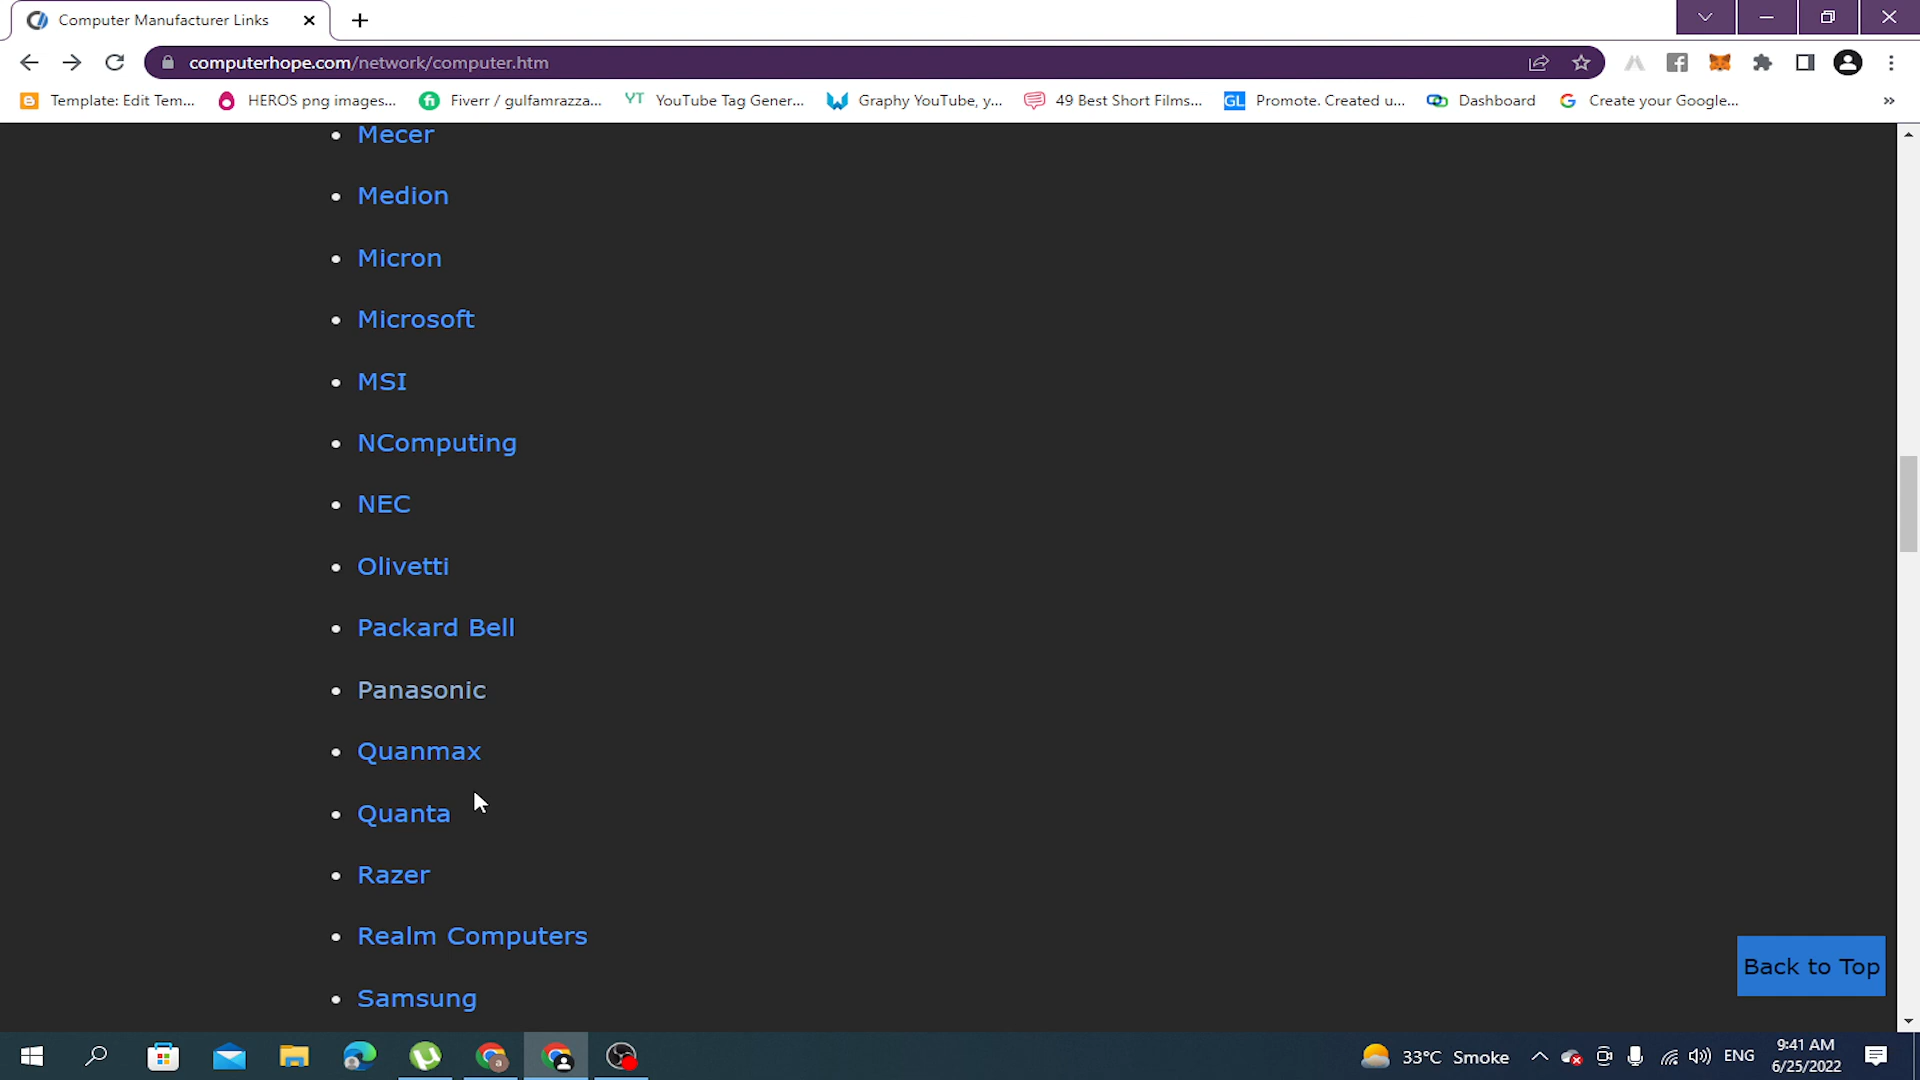 Computer Manufacturer Links
computerhope.com/network/computer.htm
Template: Edit Tem... HEROS png images... Fiverr / gulfamrazza... YT YouTube Tag Gener... Graphy YouTube, y... 49 Best Short Films... GL Promote. Created u... Dashboard Create your Google... »
• Mecer
• Medion
• Micron
• Microsoft
• MSI
• NComputing
• NEC
• Olivetti
• Packard Bell
• Panasonic
• Quanmax
• Quanta
• Razer
• Realm Computers
Back to Top
• Samsung
33°C Smoke ENG 9:41 AM
6/25/2022